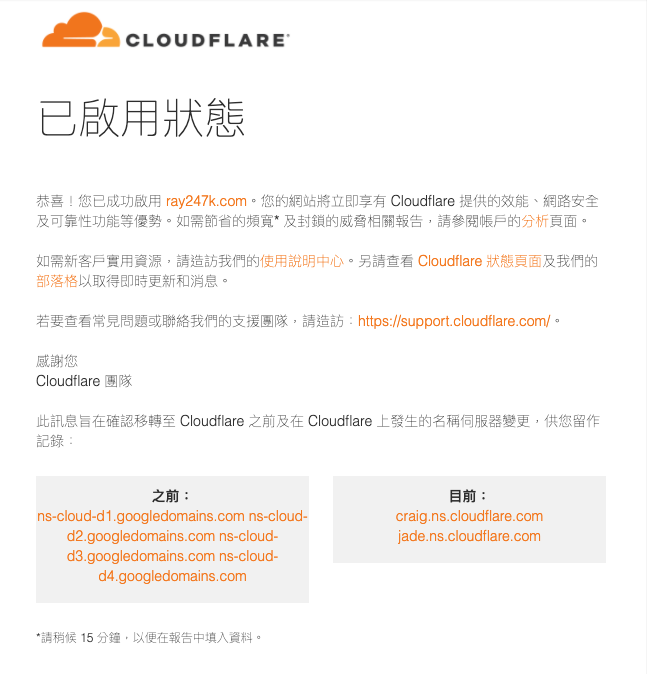 CLOUDFLARE
已啟用狀態
恭喜！您已成功啟用 ray247k.com。您的網站將立即享有 Cloudflare 提供的效能、網路安全
及可靠性功能等優勢。如需節省的頻寬* 及封鎖的威脅相關報告，請參閱帳戶的分析頁面。
如需新客戶實用資源，請造訪我們的使用說明中心。另請查看 Cloudflare 狀態頁面及我們的
部落格以取得即時更新和消息。
若要查看常見問題或聯絡我們的支援團隊，請造訪：https://support.cloudflare.com/。
感謝您
Cloudflare 團隊
此訊息旨在確認移轉至 Cloudflare 之前及在 Cloudflare 上發生的名稱伺服器變更，供您留作
記錄：
之前：
ns-cloud-d1.googledomains.com ns-cloud-
d2.googledomains.com ns-cloud-
d3.googledomains.com ns-cloud-
d4.googledomains.com
目前：
craig.ns.cloudflare.com
jade.ns.cloudflare.com
*請稍候 15 分鐘，以便在報告中填入資料。